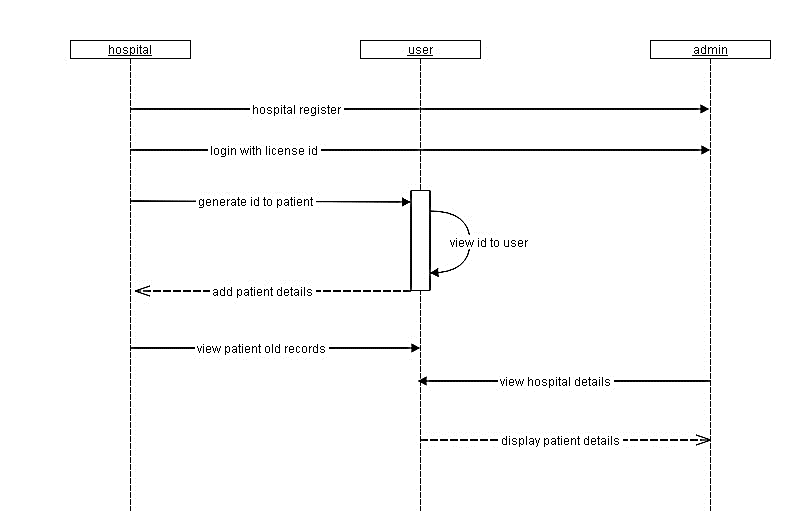 hospital
user
admin
hospital register
login with license id
generate id to patient
view id to user
add patient details
view patient old records
view hospital details
display patient details